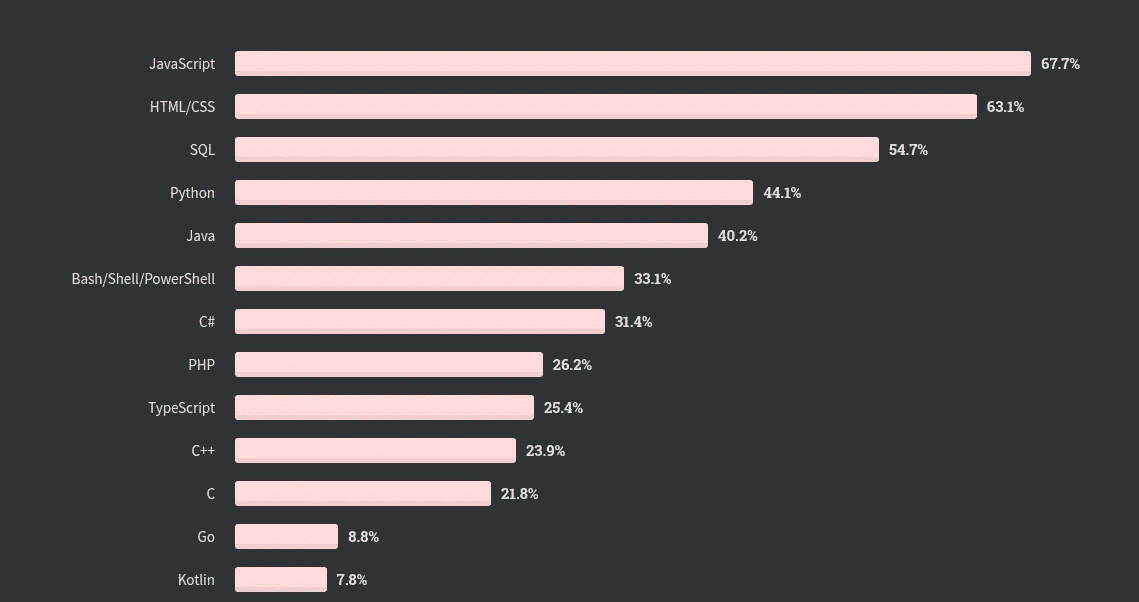 JavaScript 67.7%
HTML/CSS 63.1%
SQL 54.7%
Python 44.1%
Java 40.2%
Bash/Shell/PowerShell 33.1%
C# 31.4%
PHP 26.2%
TypeScript 25.4%
C++ 23.9%
C 21.8%
Go 8.8%
Kotlin 7.8%